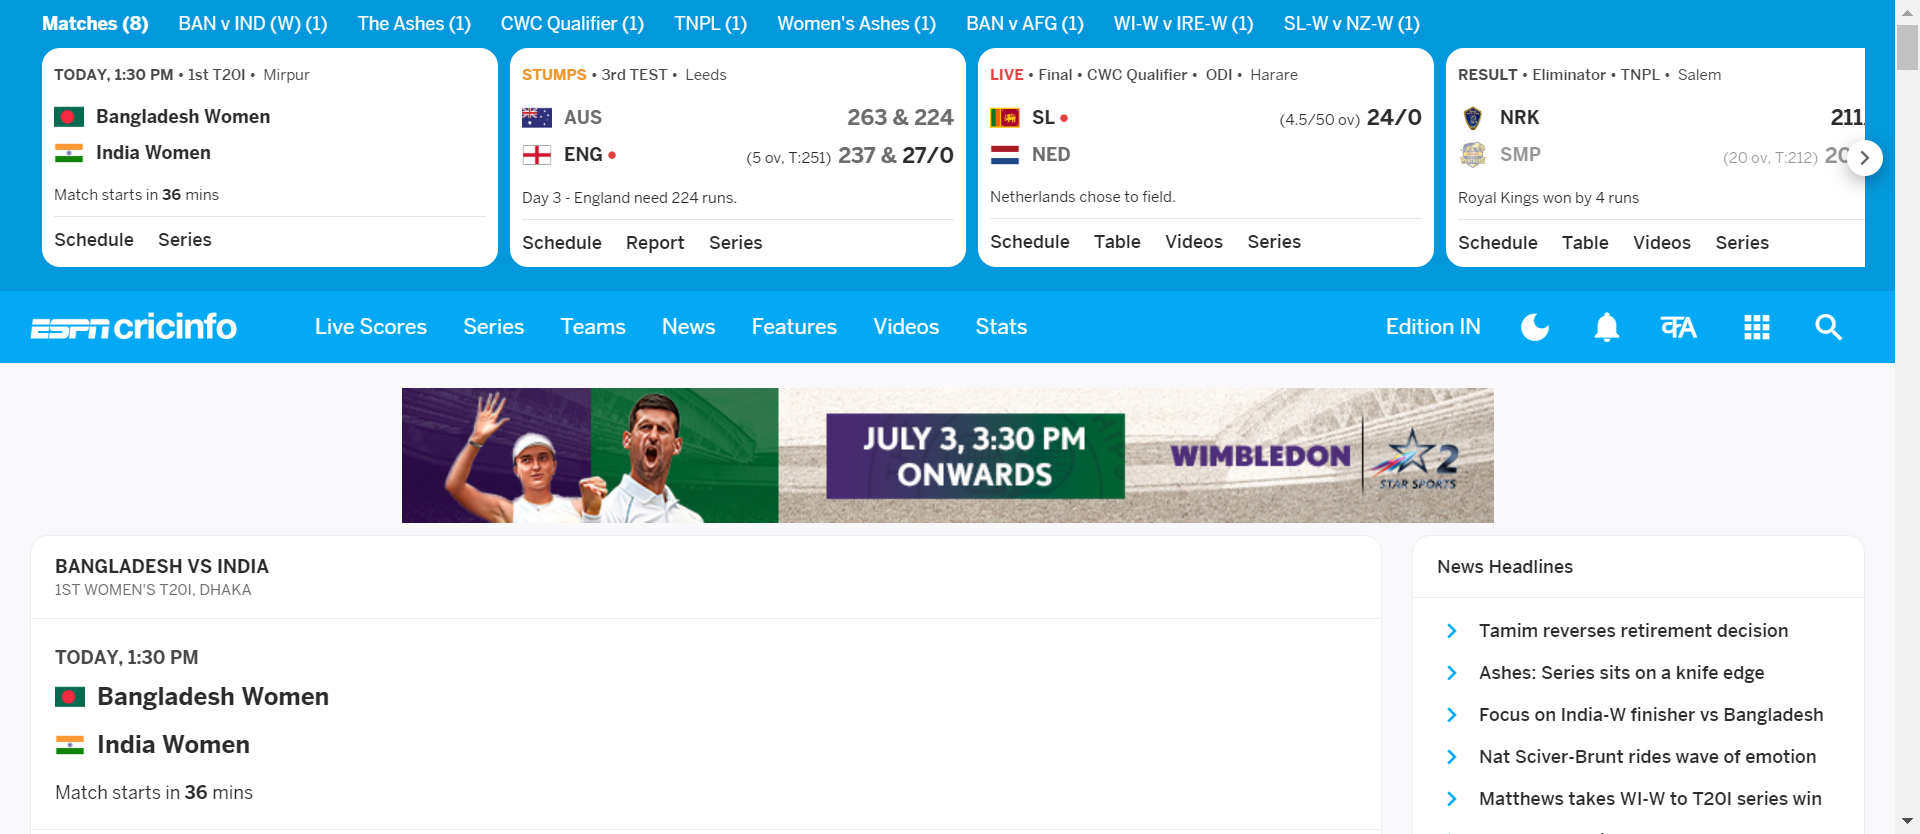 Matches (8) BAN v IND (W) (1) The Ashes (1) CWC Qualifier (1) TNPL (1) Women's Ashes (1) BAN v AFG (1) WI-W v IRE-W (1) SL-W v NZ-W (1)
TODAY, 1:30 PM • 1st T20I • Mirpur
Bangladesh Women
India Women
Match starts in 36 mins
Schedule Series
STUMPS • 3rd TEST • Leeds
AUS 263 & 224
ENG (5 ov, T:251) 237 & 27/0
Day 3 - England need 224 runs.
Schedule Report Series
LIVE • Final • CWC Qualifier • ODI • Harare
SL (4.5/50 ov) 24/0
NED
Netherlands chose to field.
Schedule Table Videos Series
RESULT • Eliminator • TNPL • Salem
NRK 211
SMP (20 ov, T:212) 20
Royal Kings won by 4 runs
Schedule Table Videos Series
ESPN cricinfo Live Scores Series Teams News Features Videos Stats Edition IN
JULY 3, 3:30 PM
ONWARDS
WIMBLEDON
2
STAR SPORTS
BANGLADESH VS INDIA
1ST WOMEN'S T20I, DHAKA
TODAY, 1:30 PM
Bangladesh Women
India Women
Match starts in 36 mins
News Headlines
Tamim reverses retirement decision
Ashes: Series sits on a knife edge
Focus on India-W finisher vs Bangladesh
Nat Sciver-Brunt rides wave of emotion
Matthews takes WI-W to T20I series win